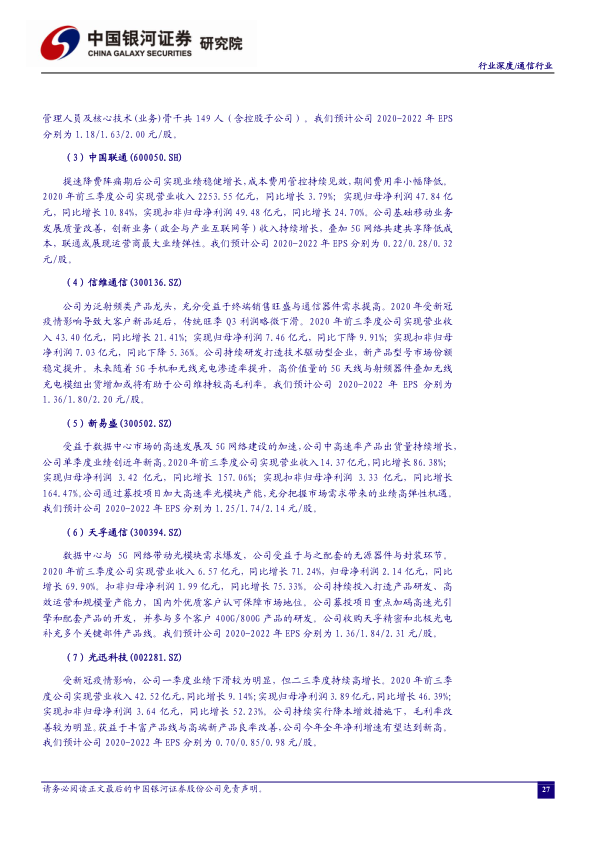 中国银河证券 研究院
CHINA GALAXY SECURITIES
行业深度/通信行业
管理人员及核心技术(业务)骨干共 149 人（含控股子公司）。我们预计公司 2020-2022 年 EPS
分别为 1.18/1.63/2.00 元/股。
（3）中国联通(600050.SH)
提速降费阵痛期后公司实现业绩稳健增长,成本费用管控持续见效,期间费用率小幅降低。
2020 年前三季度公司实现营业收入 2253.55 亿元，同比增长 3.79%; 实现归母净利润 47.84 亿
元，同比增长 10.84%, 实现扣非归母净利润 49.48 亿元，同比增长 24.70%。公司基础移动业务
发展质量改善，创新业务（政企与产业互联网等）收入持续增长，叠加 5G 网络共建共享降低成
本，联通或展现运营商最大业绩弹性。我们预计公司 2020-2022 年 EPS 分别为 0.22/0.28/0.32
元/股。
（4）信维通信(300136.SZ)
公司为泛射频类产品龙头，充分受益于终端销售旺盛与通信器件需求提高。2020 年受新冠
疫情影响导致大客户新品延后，传统旺季 Q3 利润略微下滑。2020 年前三季度公司实现营业收
入 43.40 亿元，同比增长 21.41%; 实现归母净利润 7.46 亿元，同比下降 9.91%; 实现扣非归母
净利润 7.03 亿元，同比下降 5.36%。公司持续研发打造技术驱动型企业，新产品型号市场份额
稳定提升。未来随着 5G 手机和无线充电渗透率提升，高价值量的 5G 天线与射频器件叠加无线
充电模组出货增加或将有助于公司维持较高毛利率。我们预计公司 2020-2022 年 EPS 分别为
1.36/1.80/2.20 元/股。
（5）新易盛(300502.SZ)
受益于数据中心市场的高速发展及 5G 网络建设的加速,公司中高速率产品出货量持续增长,
公司单季度业绩创近年新高。2020 年前三季度公司实现营业收入 14.37 亿元,同比增长 86.38%;
实现归母净利润 3.42 亿元，同比增长 157.06%; 实现扣非归母净利润 3.33 亿元，同比增长
164.47%。公司通过募投项目加大高速率光模块产能,充分把握市场需求带来的业绩高弹性机遇。
我们预计公司 2020-2022 年 EPS 分别为 1.25/1.74/2.14 元/股。
（6）天孚通信(300394.SZ)
数据中心与 5G 网络带动光模块需求爆发，公司受益于与之配套的无源器件与封装环节。
2020 年前三季度公司实现营业收入 6.57 亿元，同比增长 71.24%, 归母净利润 2.14 亿元，同比
增长 69.90%。扣非归母净利润 1.99 亿元，同比增长 75.33%。公司持续投入打造产品研发、高
效运营和规模量产能力，国内外优质客户认可保障市场地位。公司募投项目重点加码高速光引
擎和配套产品的开发，并参与多个客户 400G/800G 产品的研发。公司收购天孚精密和北极光电
补充多个关键部件产品线。我们预计公司 2020-2022 年 EPS 分别为 1.36/1.84/2.31 元/股。
（7）光迅科技(002281.SZ)
受新冠疫情影响，公司一季度业绩下滑较为明显，但二三季度持续高增长。2020 年前三季
度公司实现营业收入 42.52 亿元,同比增长 9.14%;实现归母净利润 3.89 亿元,同比增长 46.39%;
实现扣非归母净利润 3.64 亿元，同比增长 52.23%。公司持续实行降本增效措施下，毛利率改
善较为明显。获益于丰富产品线与高端新产品良率改善,公司今年全年净利增速有望达到新高。
我们预计公司 2020-2022 年 EPS 分别为 0.70/0.85/0.98 元/股。
请务必阅读正文最后的中国银河证券股份公司免责声明。
27